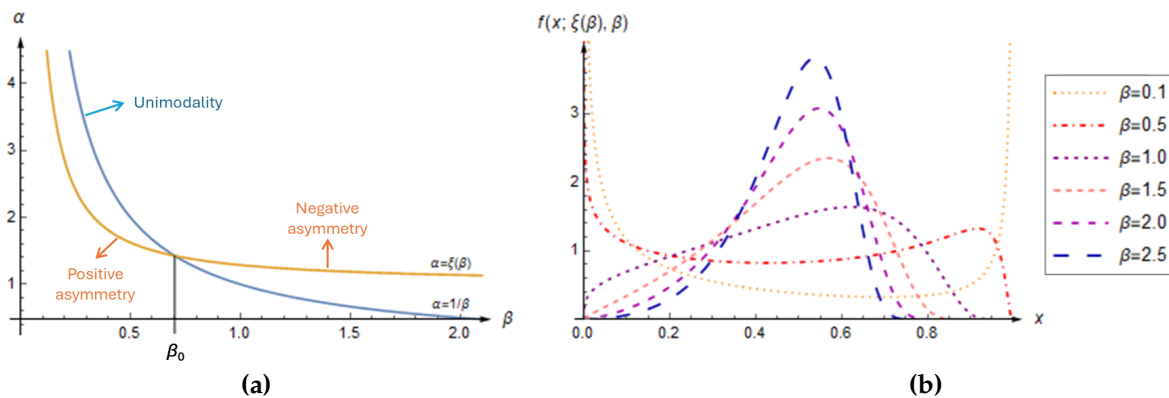 α
4
3
2
1
Unimodality
Positive
asymmetry
Negative
asymmetry
α=ξ(β)
α=1/β
0.5
1.0
1.5
2.0
β
β₀
(a)
f(x; ξ(β), β)
3
2
1
0.0
0.2
0.4
0.6
0.8
x
β=0.1
β=0.5
β=1.0
β=1.5
β=2.0
β=2.5
(b)